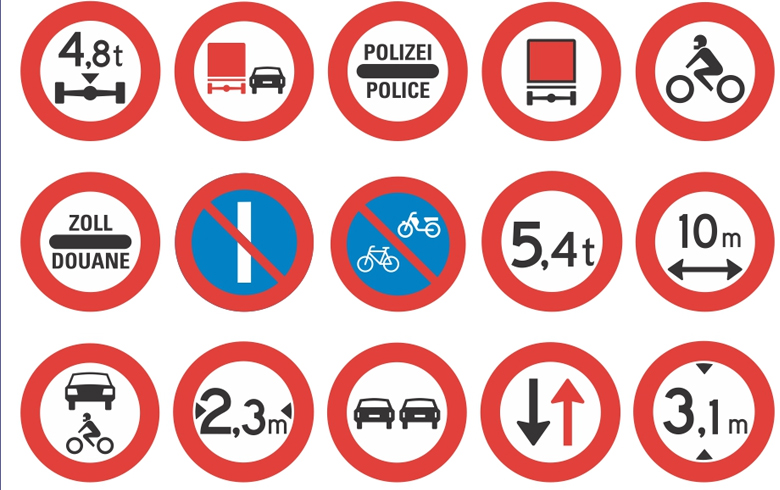 4,8t
POLIZEI
POLICE
ZOLL
DOUANE
5,4t
10m
2,3m
3,1m